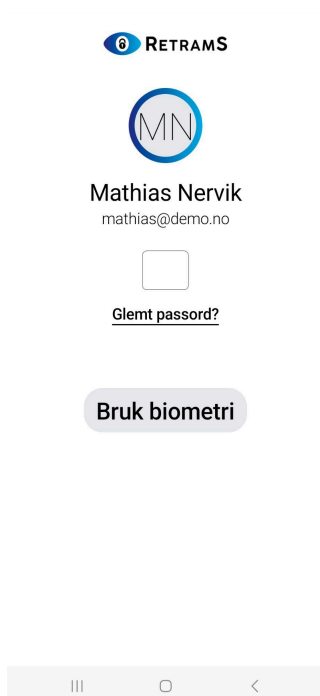 RETRAMS
MN
Mathias Nervik
mathias@demo.no
Glemt passord?
Bruk biometri